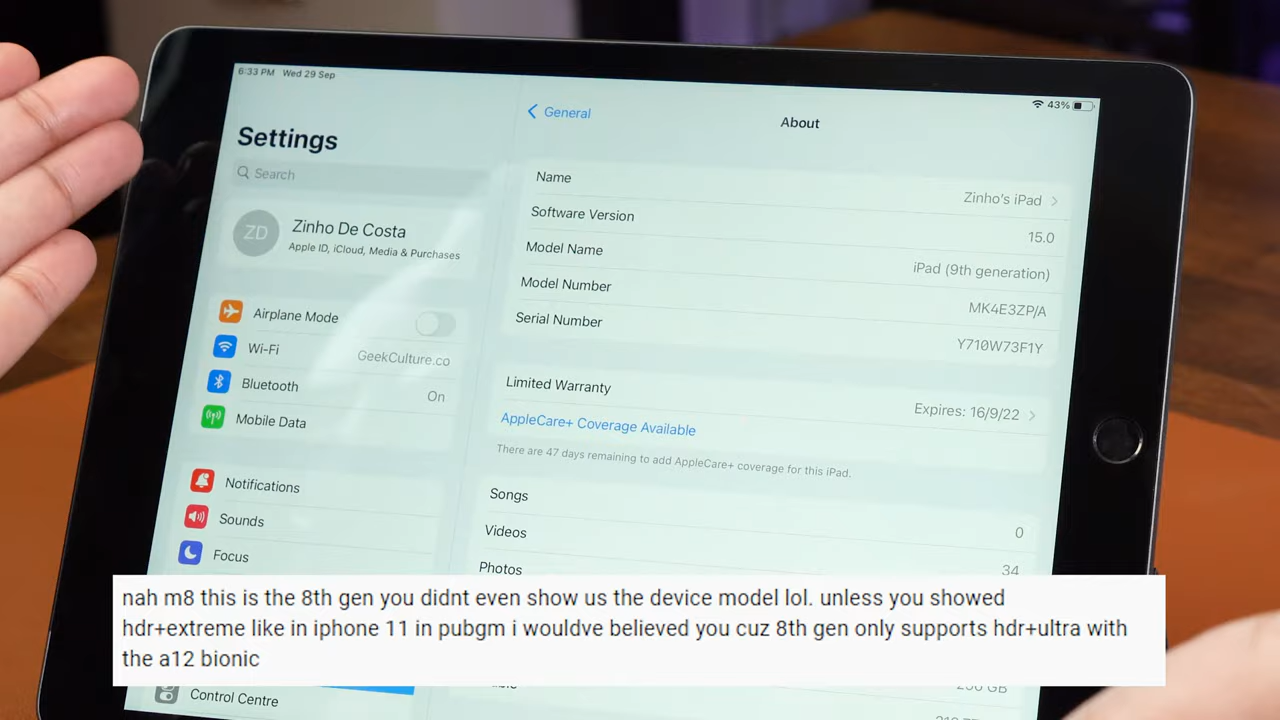 6:33 PM Wed 29 Sep
43%
Settings
Search
ZD
Zinho De Costa
Apple ID, iCloud, Media & Purchases
Airplane Mode
Wi-Fi GeekCulture.co
Bluetooth On
Mobile Data
Notifications
Sounds
Focus
Control Centre
General
About
Name Zinho's iPad
Software Version 15.0
Model Name iPad (9th generation)
Model Number MK4E3ZP/A
Serial Number Y710W73F1Y
Limited Warranty Expires: 16/9/22
AppleCare+ Coverage Available
There are 47 days remaining to add AppleCare+ coverage for this iPad.
Songs 0
Videos
Photos 34
GB
nah m8 this is the 8th gen you didnt even show us the device model lol. unless you showed
hdr+extreme like in iphone 11 in pubgm i wouldve believed you cuz 8th gen only supports hdr+ultra with
the a12 bionic